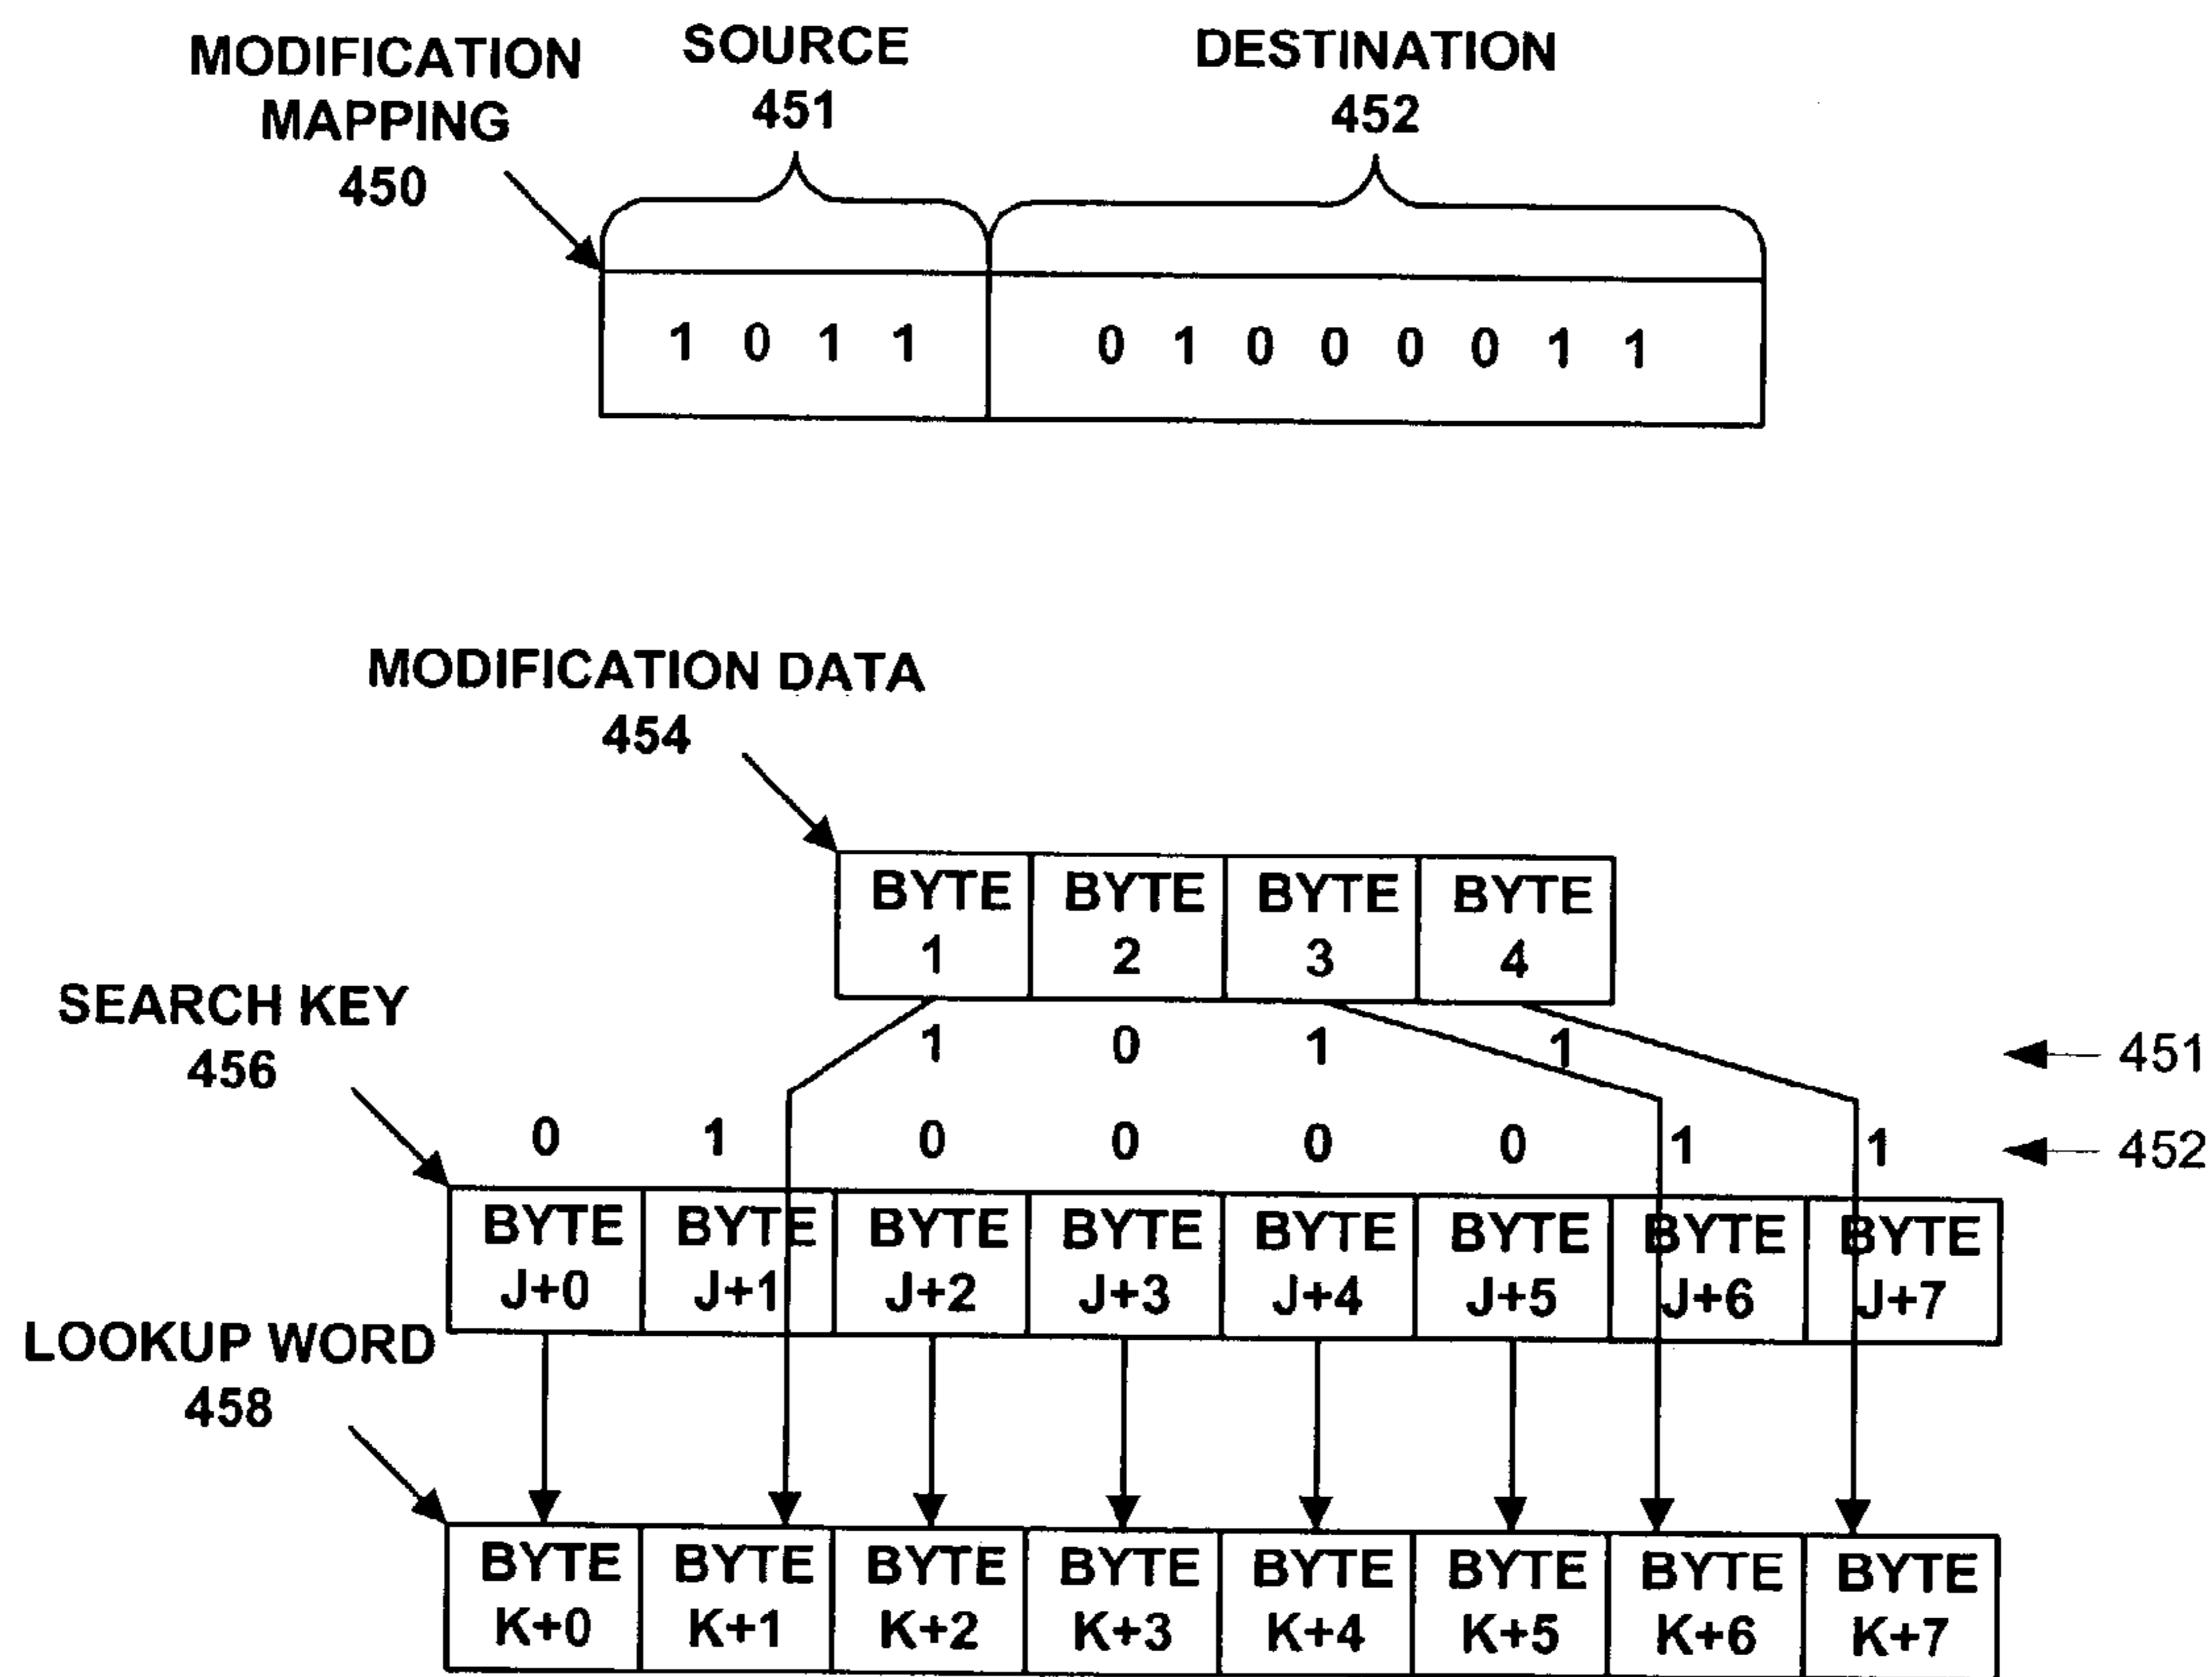 MODIFICATION
MAPPING
450
SOURCE
451
DESTINATION
452
1 0 1 1 0 1 0 0 0 0 1 1
MODIFICATION DATA
454
BYTE BYTE BYTE BYTE
1 2 3 4
1 0 1 1 451
SEARCH KEY
456
0 1 0 0 0 0 1 1 452
BYTE BYTE BYTE BYTE BYTE BYTE BYTE BYTE
J+0 J+1 J+2 J+3 J+4 J+5 J+6 J+7
LOOKUP WORD
458
BYTE BYTE BYTE BYTE BYTE BYTE BYTE BYTE
K+0 K+1 K+2 K+3 K+4 K+5 K+6 K+7